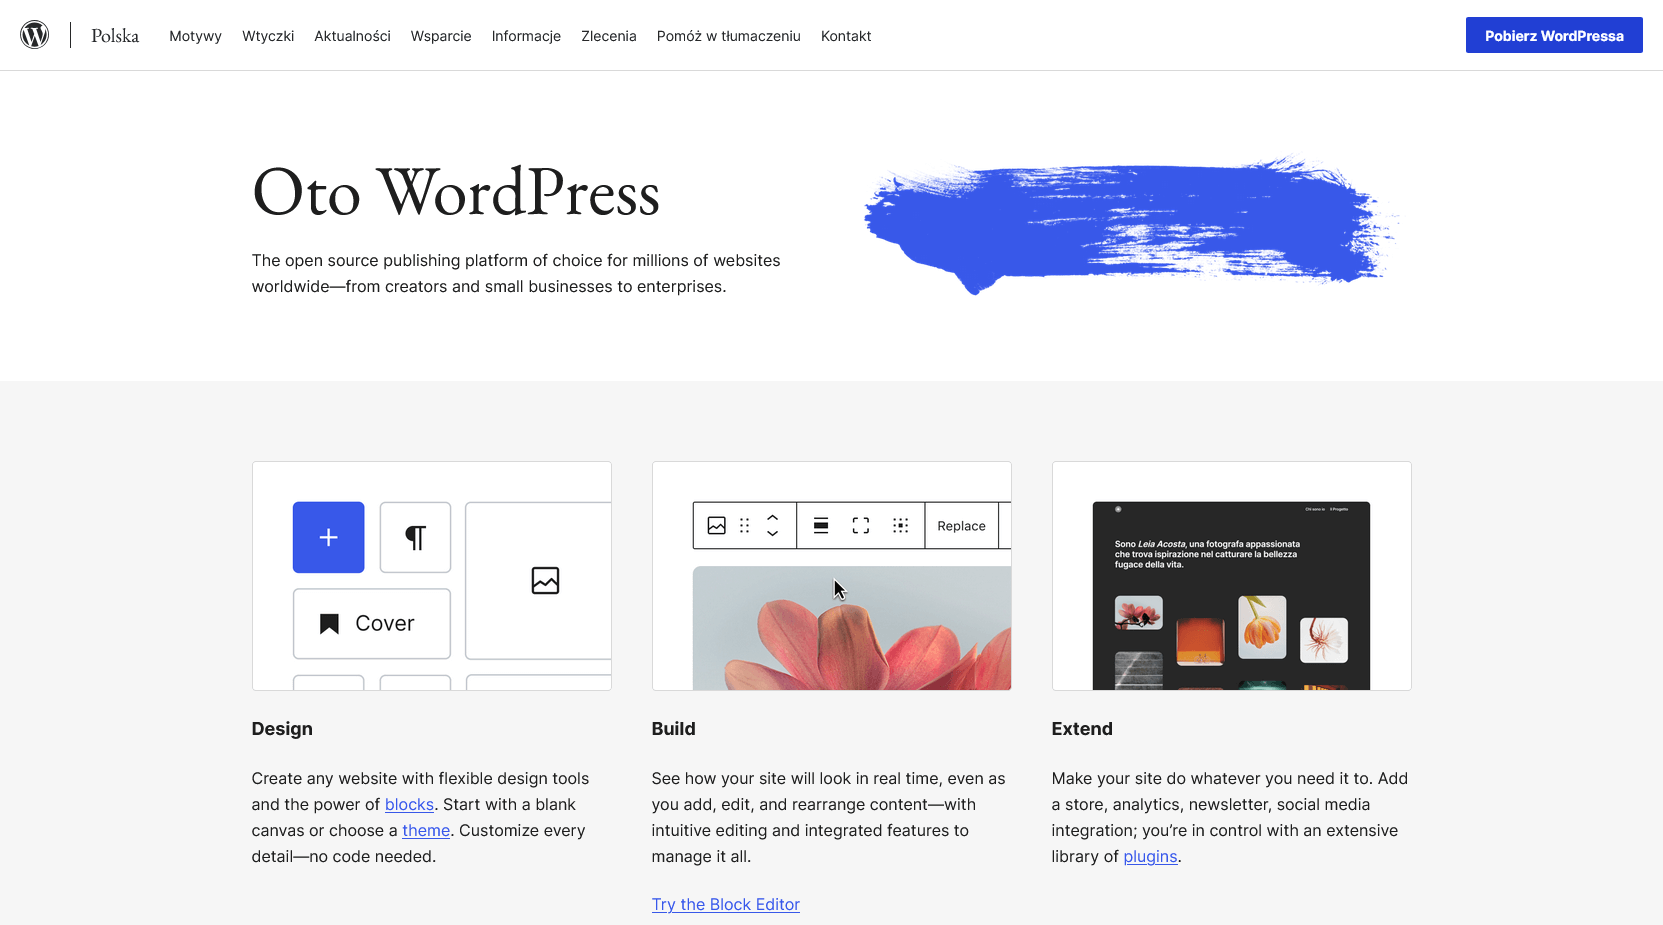 Polska
Motywy
Wtyczki
Aktualności
Wsparcie
Informacje
Zlecenia
Pomóż w tłumaczeniu
Kontakt
Pobierz WordPressa
Oto WordPress
The open source publishing platform of choice for millions of websites
worldwide—from creators and small businesses to enterprises.
Cover
Replace
Chi sono io
Il Progetto
Sono Leia Acosta, una fotografa appassionata
che trova ispirazione nel catturare la bellezza
fugace della vita.
Design
Create any website with flexible design tools
and the power of blocks. Start with a blank
canvas or choose a theme. Customize every
detail—no code needed.
Build
See how your site will look in real time, even as
you add, edit, and rearrange content—with
intuitive editing and integrated features to
manage it all.
Try the Block Editor
Extend
Make your site do whatever you need it to. Add
a store, analytics, newsletter, social media
integration; you’re in control with an extensive
library of plugins.